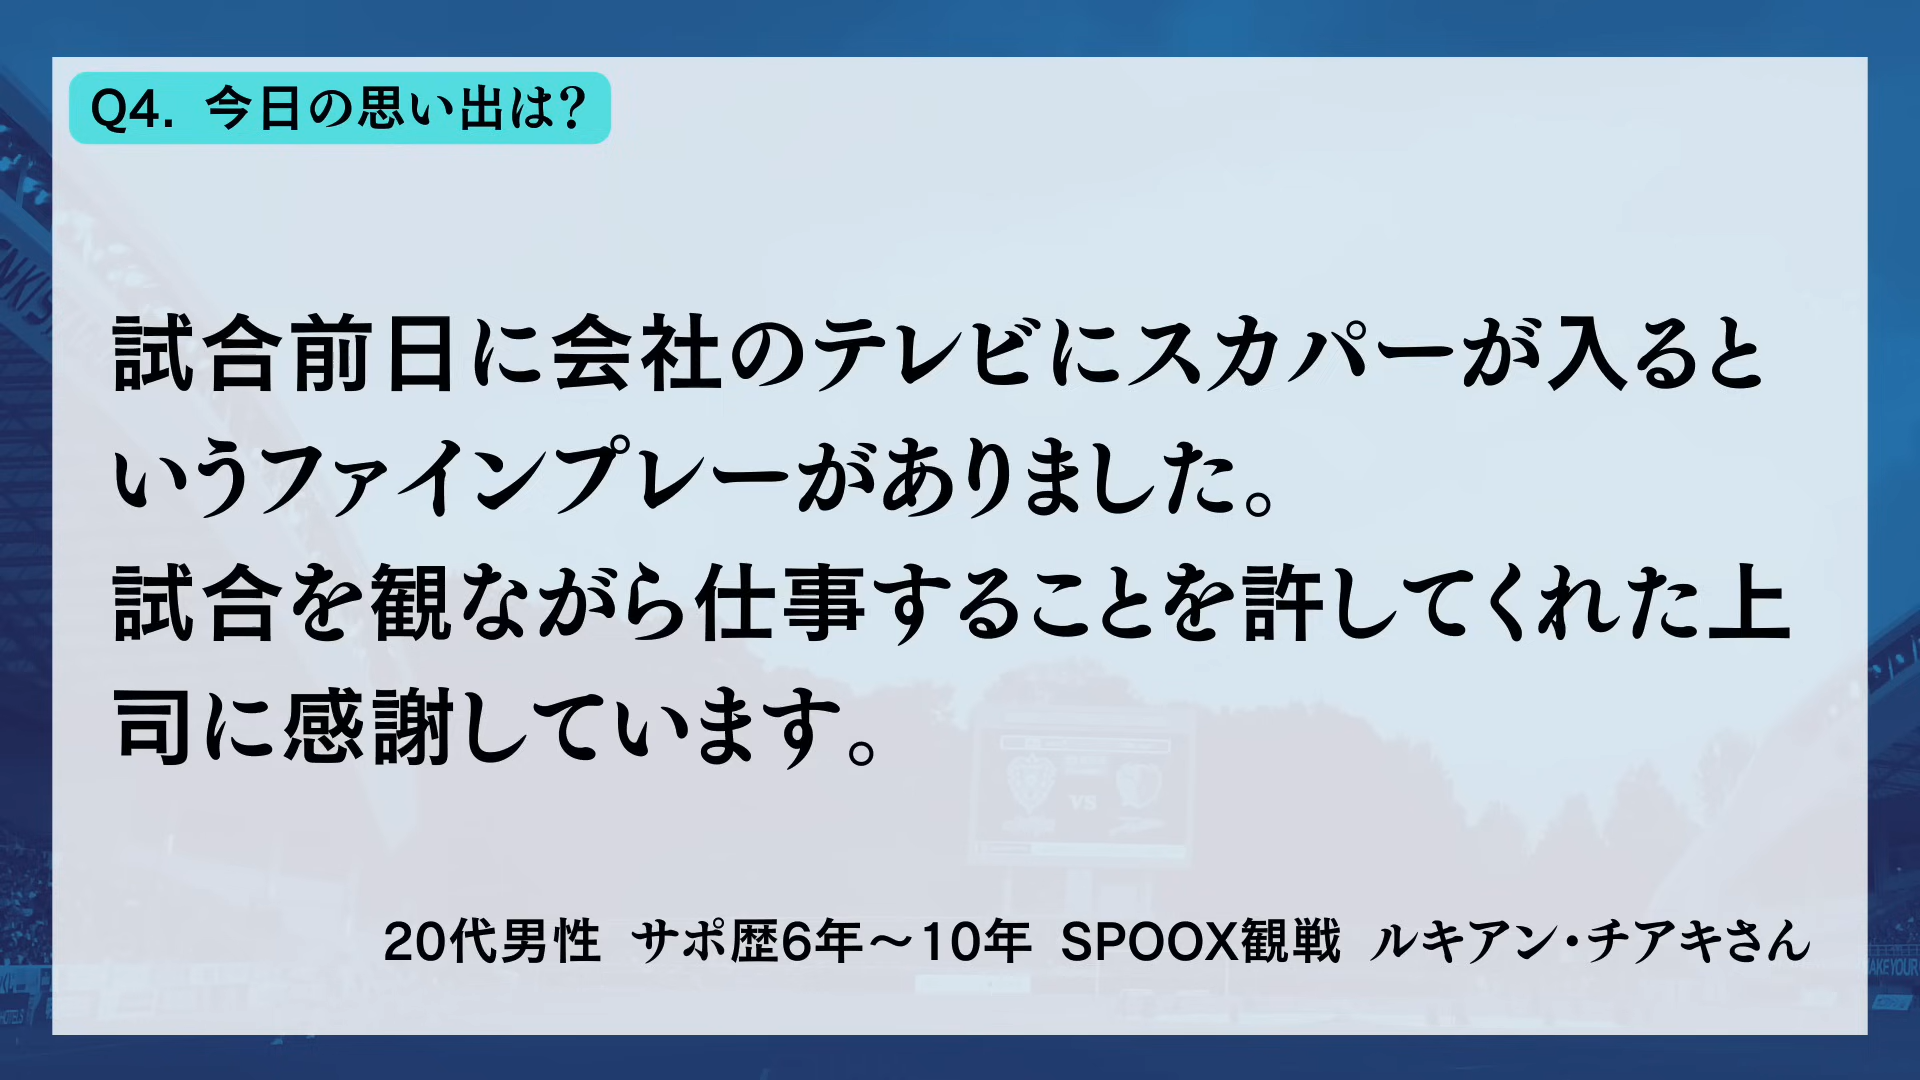 Q4. 今日の思い出は？
試合前日に会社のテレビにスカパーが入ると
いうファインプレーがありました。
試合を観ながら仕事することを許してくれた上
司に感謝しています。
VS
20代男性 サポ歴6年～10年 SPOOX観戦 ルキアン・チアキさん